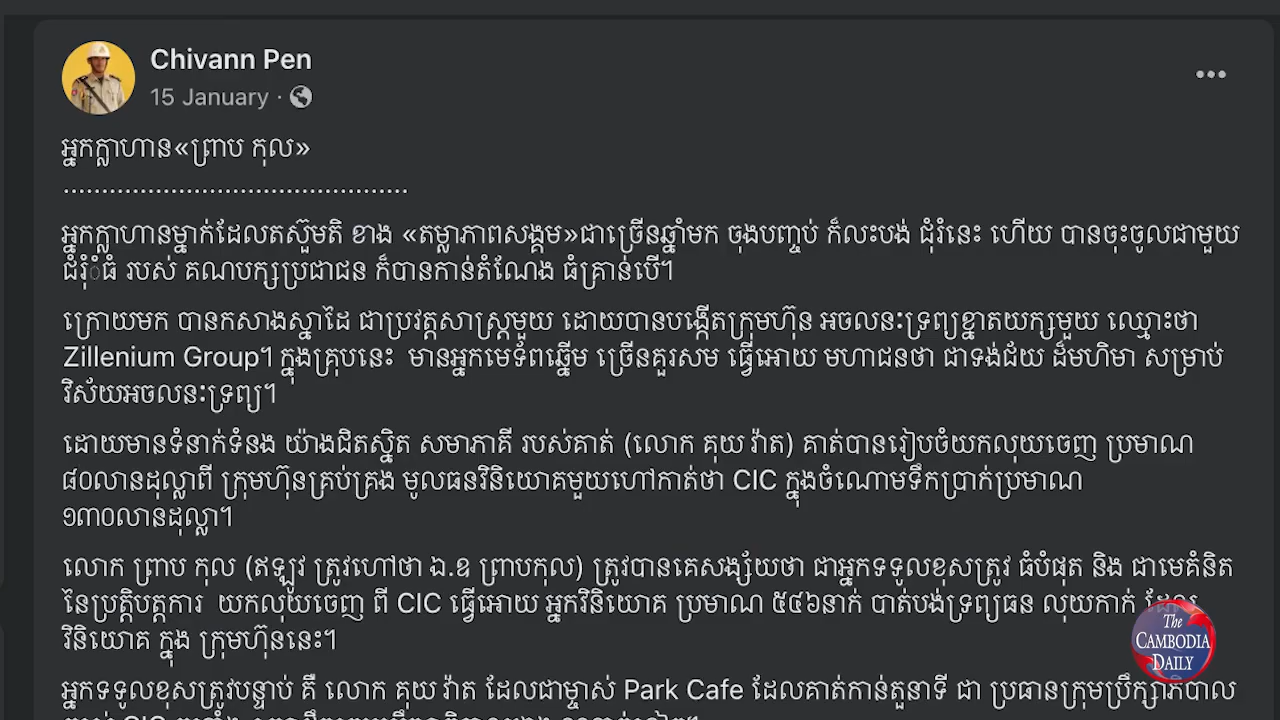 Chivann Pen
15 January ·
អ្នកក្លាហាន«ព្រាប កុល»
.............................................
អ្នកក្លាហានម្នាក់ដែលតស៊ូមតិ ខាង «តម្លាភាពសង្គម»ជាច្រើនឆ្នាំមក ចុងបញ្ចប់ ក៏លះបង់ ជុំរំនេះ ហើយ បានចុះចូលជាមួយ
ជំរុំំធំ របស់ គណបក្សប្រជាជន ក៏បានកាន់តំណែង ធំគ្រាន់បើ។
ក្រោយមក បានកសាងស្នាដៃ ជាប្រវត្តសាស្ត្រមួយ ដោយបានបង្កើតក្រុមហ៊ុន អចលនៈទ្រព្យខ្នាតយក្សមួយ ឈ្មោះថា
Zillenium Group។ ក្នុងគ្រុបនេះ មានអ្នកមេទ័ពឆ្នើម ច្រើនគួរសម ធ្វើអោយ មហាជនថា ជាទង់ជ័យ ដ៏មហិមា សម្រាប់
វិស័យអចលនៈទ្រព្យ។
ដោយមានទំនាក់ទំនង យ៉ាងជិតស្និត សមាភាគី របស់គាត់ (លោក គុយ វ៉ាត) គាត់បានរៀបចំយកលុយចេញ ប្រមាណ
៨០លានដុល្លាពី ក្រុមហ៊ុនគ្រប់គ្រង មូលធនវិនិយោគមួយហៅកាត់ថា CIC ក្នុងចំណោមទឹកប្រាក់ប្រមាណ
១៣០លានដុល្លា។
លោក ព្រាប កុល (ឥឡូវ ត្រូវហៅថា ឯ.ឧ ព្រាបកុល) ត្រូវបានគេសង្ស័យថា ជាអ្នកទទួលខុសត្រូវ ធំបំផុត និង ជាមេគំនិត
នៃប្រត្តិបត្តការ យកលុយចេញ ពី CIC ធ្វើអោយ អ្នកវិនិយោគ ប្រមាណ ៥៤៦នាក់ បាត់បង់ទ្រព្យធន លុយកាក់ ដែល
វិនិយោគ ក្នុង ក្រុមហ៊ុននេះ។
អ្នកទទួលខុសត្រូវបន្ទាប់ គឺ លោក គុយ វ៉ាត ដែលជាម្ចាស់ Park Cafe ដែលគាត់កាន់តួនាទី ជា ប្រធានក្រុមប្រឹក្សាភិបាល
The
CAMBODIA
DAILY